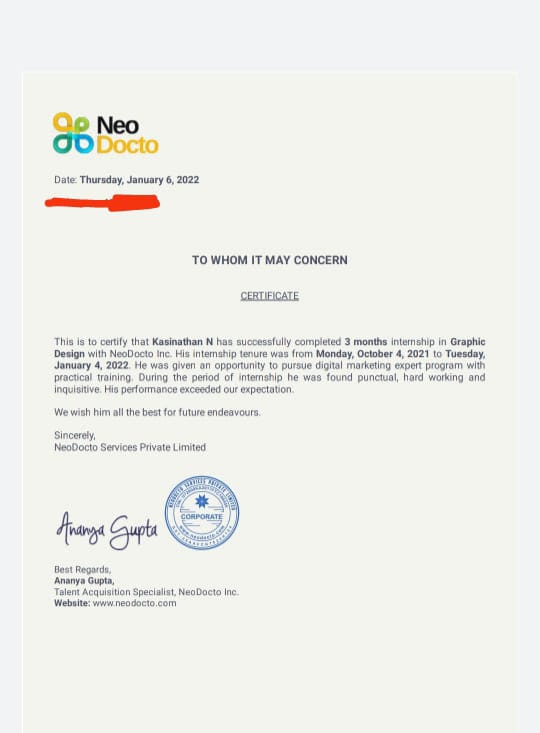 Neo
Docto
Date: Thursday, January 6, 2022
TO WHOM IT MAY CONCERN
CERTIFICATE
This is to certify that Kasinathan N has successfully completed 3 months internship in Graphic
Design with NeoDocto Inc. His internship tenure was from Monday, October 4, 2021 to Tuesday,
January 4, 2022. He was given an opportunity to pursue digital marketing expert program with
practical training. During the period of internship he was found punctual, hard working and
inquisitive. His performance exceeded our expectation.
We wish him all the best for future endeavours.
Sincerely,
NeoDocto Services Private Limited
NEODOCTO SERVICES PRIVATE LIMITED
CORPORATE
www.neodocto.com
Ananya Gupta
Best Regards,
Ananya Gupta,
Talent Acquisition Specialist, NeoDocto Inc.
Website: www.neodocto.com